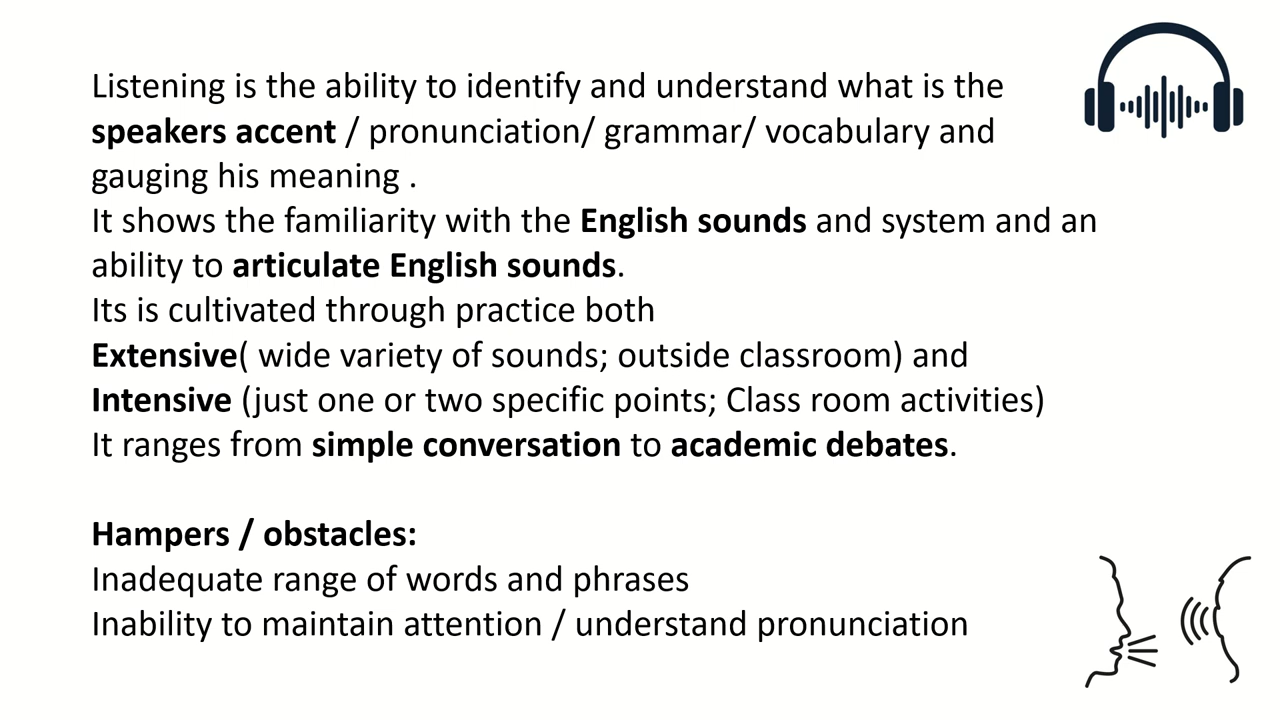 Listening is the ability to identify and understand what is the
speakers accent / pronunciation/ grammar/ vocabulary and
gauging his meaning .
It shows the familiarity with the English sounds and system and an
ability to articulate English sounds.
Its is cultivated through practice both
Extensive( wide variety of sounds; outside classroom) and
Intensive (just one or two specific points; Class room activities)
It ranges from simple conversation to academic debates.
Hampers / obstacles:
Inadequate range of words and phrases
Inability to maintain attention / understand pronunciation